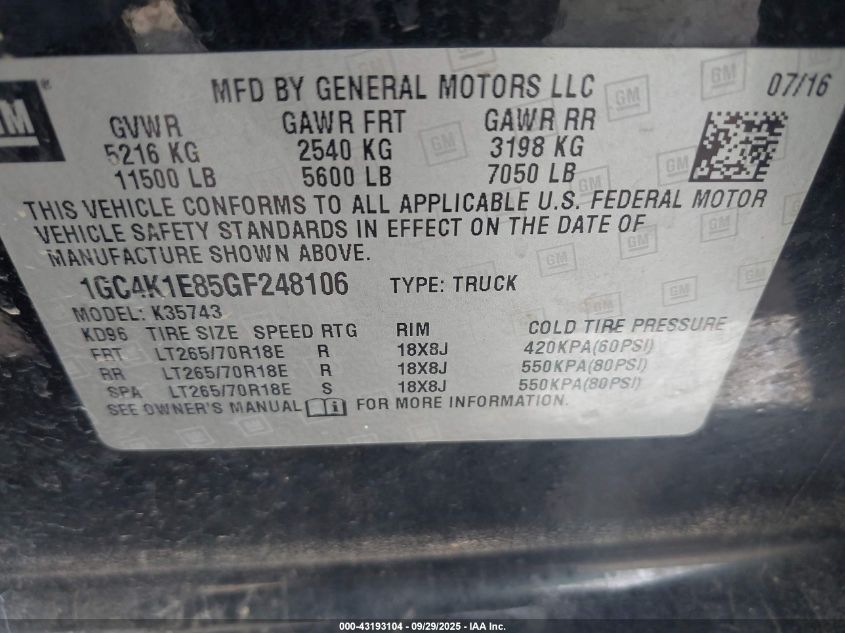 GM ®
MFD BY GENERAL MOTORS LLC 07/16
GVWR GAWR FRT GAWR RR
5216 KG 2540 KG 3198 KG
11500 LB 5600 LB 7050 LB
THIS VEHICLE CONFORMS TO ALL APPLICABLE U.S. FEDERAL MOTOR
VEHICLE SAFETY STANDARDS IN EFFECT ON THE DATE OF
MANUFACTURE SHOWN ABOVE.
1GC4K1E85GF248106 TYPE: TRUCK
MODEL: K35743
KD96 TIRE SIZE SPEED RTG RIM COLD TIRE PRESSURE
FRT LT265/70R18E R 18X8J 420KPA(60PSI)
RR LT265/70R18E R 18X8J 550KPA(80PSI)
SPA LT265/70R18E S 18X8J 550KPA(80PSI)
SEE OWNER'S MANUAL i FOR MORE INFORMATION.
000-43193104 - 09/29/2025 - IAA Inc.